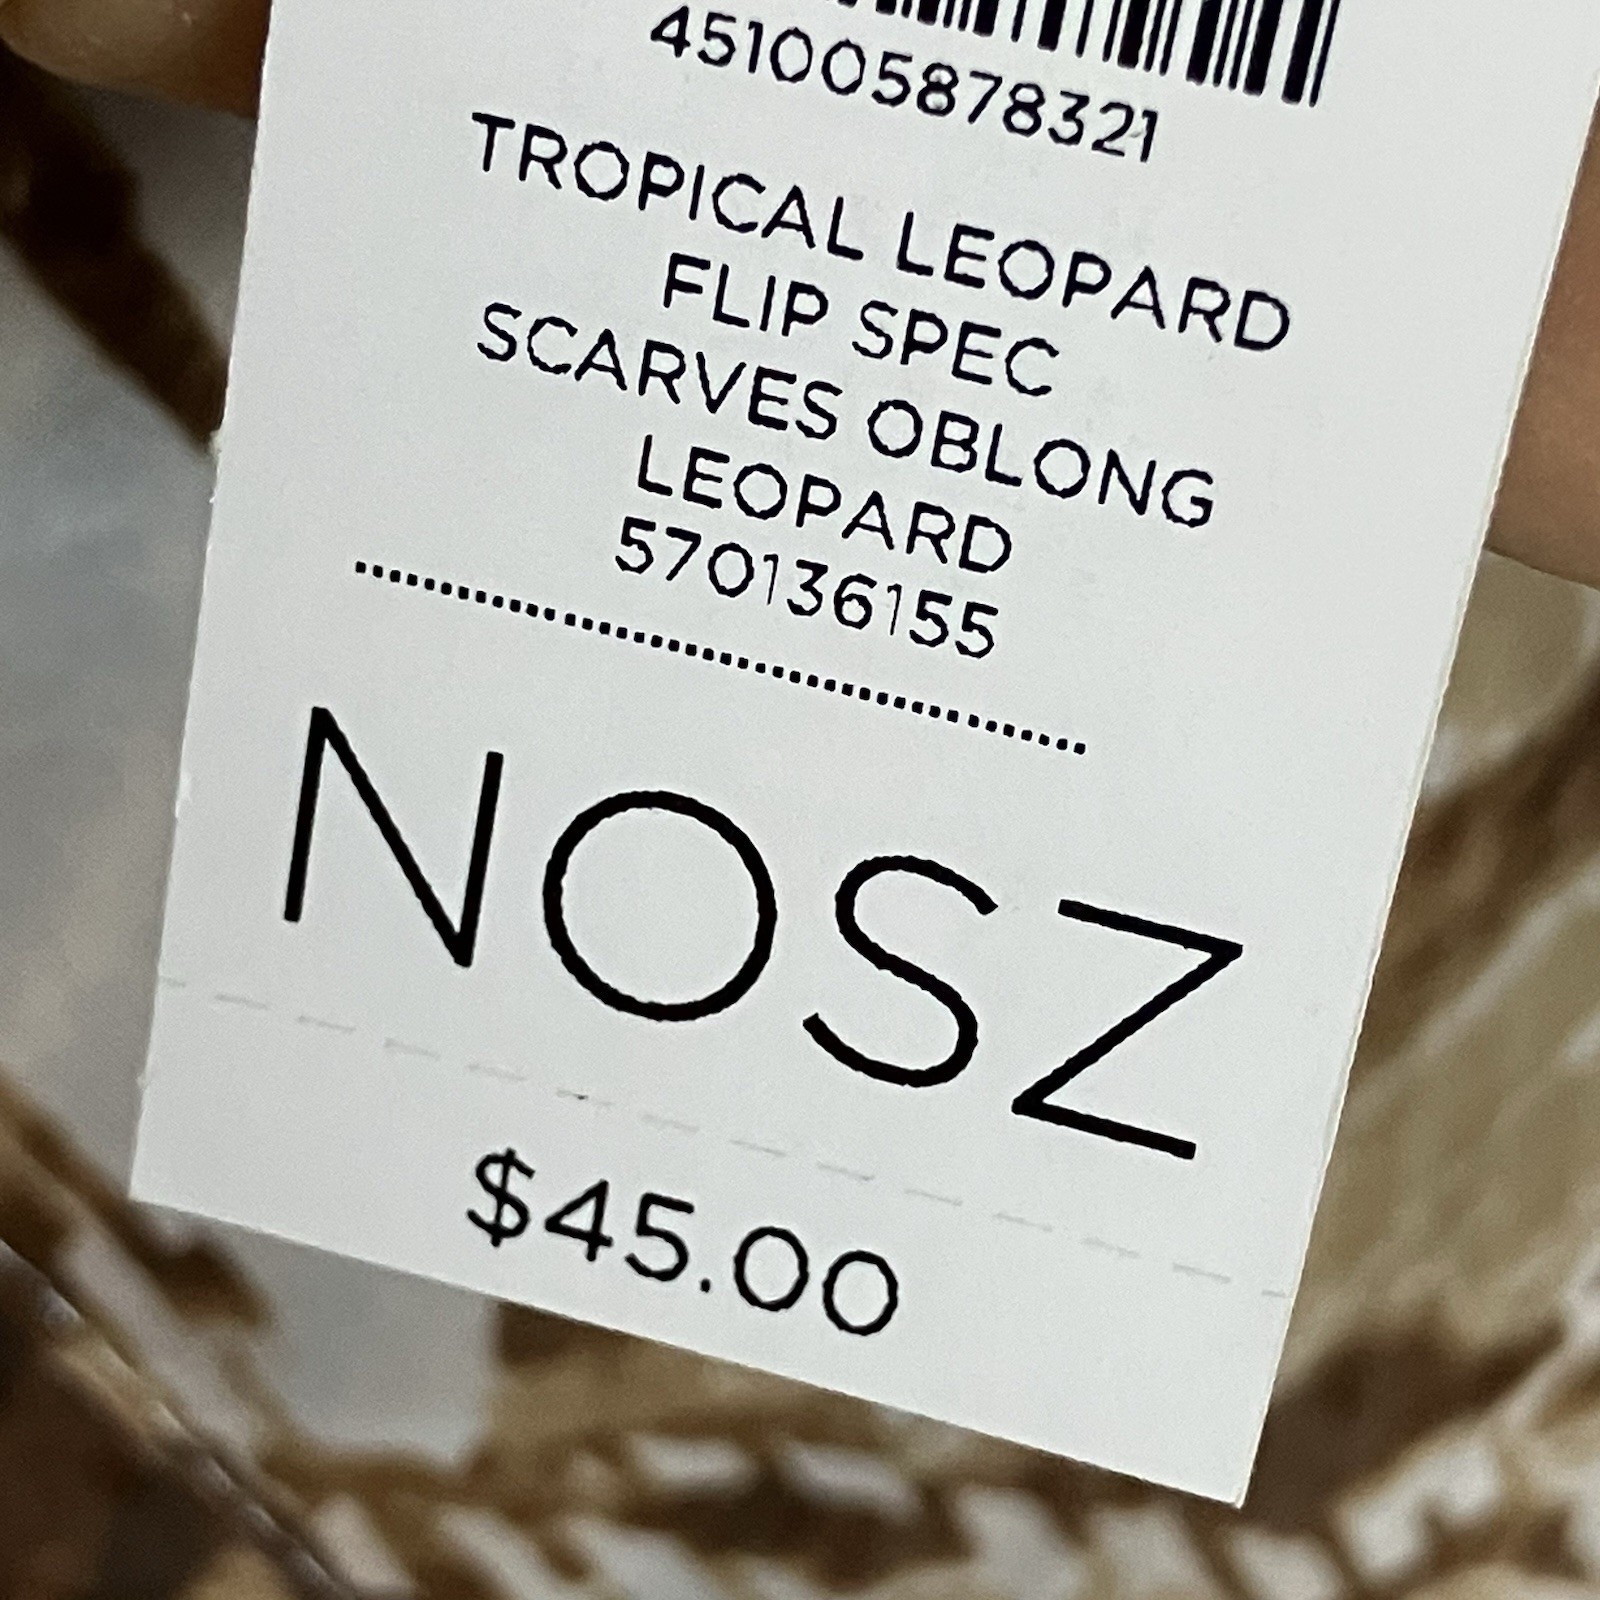 451005878321
TROPICAL LEOPARD
FLIP SPEC
SCARVES OBLONG
LEOPARD
570136155
NOSZ
$45.00